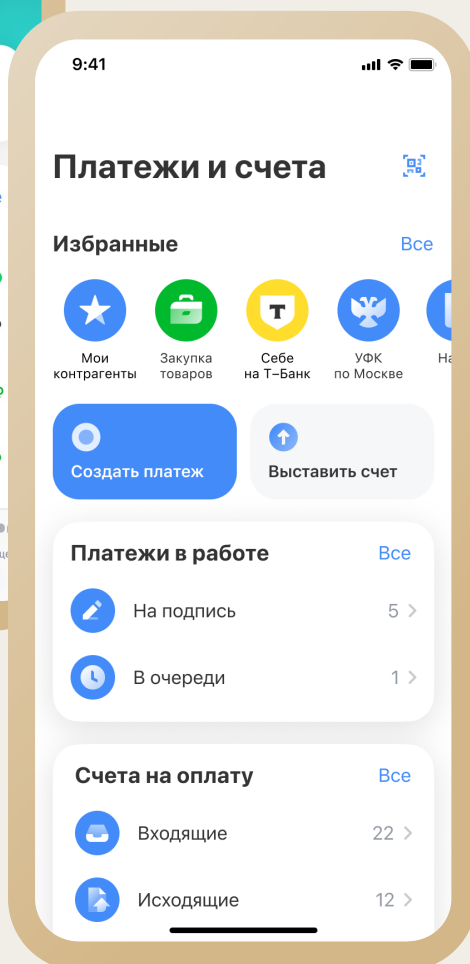 9:41
Платежи и счета
Избранные
Все
Мои контрагенты
Закупка товаров
Себе на Т–Банк
УФК по Москве
Создать платеж
Выставить счет
Платежи в работе
Все
На подпись
5
В очереди
1
Счета на оплату
Все
Входящие
22
Исходящие
12